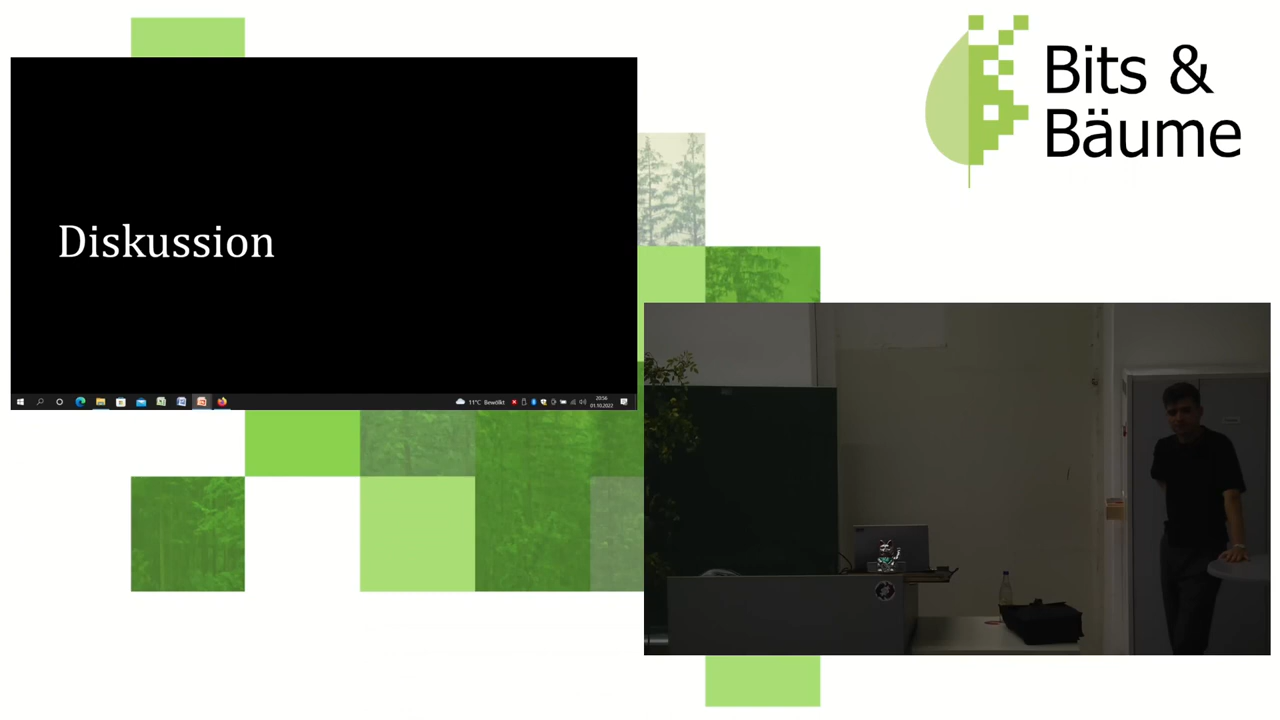 Bits &
Bäume
Diskussion
11°C Bewölkt
20:56
01.10.2022